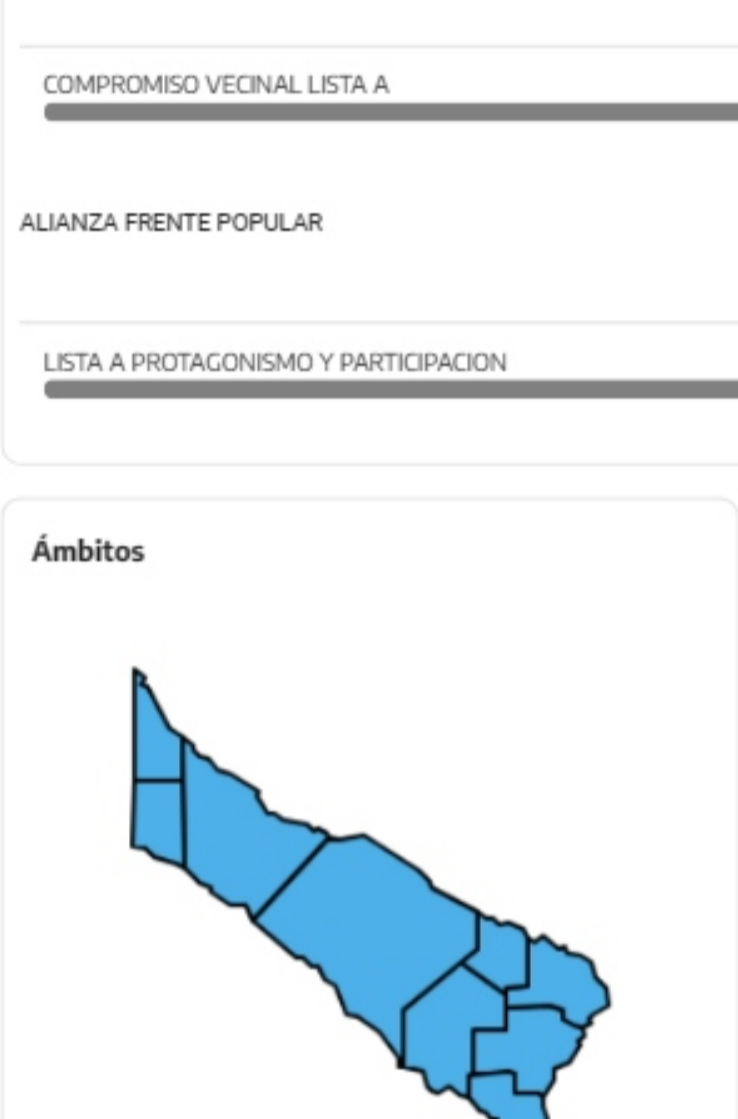 COMPROMISO VECINAL LISTA A
ALIANZA FRENTE POPULAR
LISTA A PROTAGONISMO Y PARTICIPACION
Ámbitos